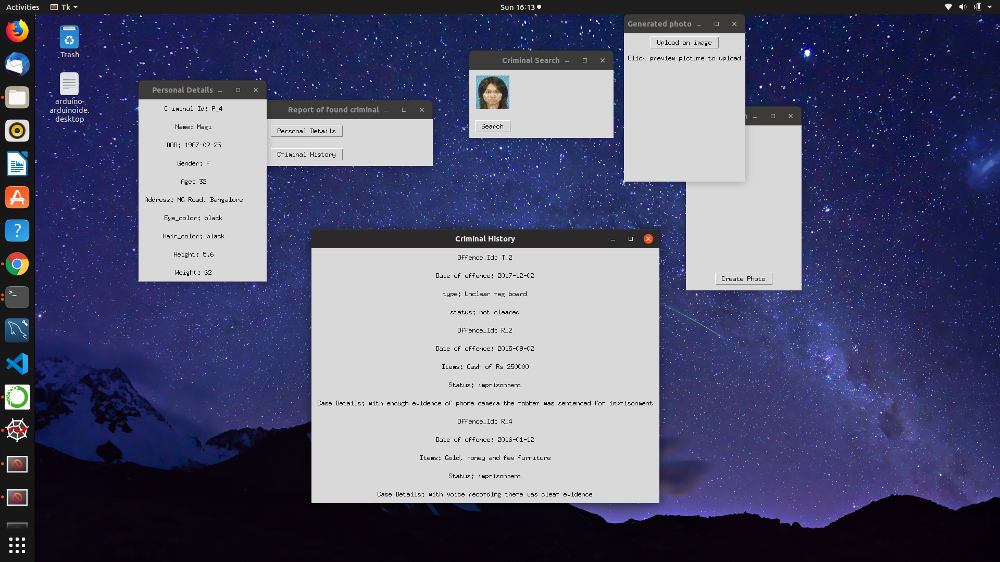 Activities
Tk
Sun 16:13
Trash
arduino-
arduinoide.
desktop
Personal Details
Criminal Id: P_4
Name: Magi
DOB: 1987-02-25
Gender: F
Age: 32
Address: MG Road, Bangalore
Eye_color: black
Hair_color: black
Height: 5.6
Weight: 62
Report of found criminal
Personal Details
Criminal History
Criminal Search
Search
Generated photo
Upload an image
Click preview picture to upload
Create Photo
Criminal History
Offence_Id: T_2
Date of offence: 2017-12-02
type: Unclear reg board
status: not cleared
Offence_Id: R_2
Date of offence: 2015-09-02
Items: Cash of Rs 250000
Status: imprisonment
Case Details: with enough evidence of phone camera the robber was sentenced for imprisonment
Offence_Id: R_4
Date of offence: 2016-01-12
Items: Gold, money and few furniture
Status: imprisonment
Case Details: with voice recording there was clear evidence